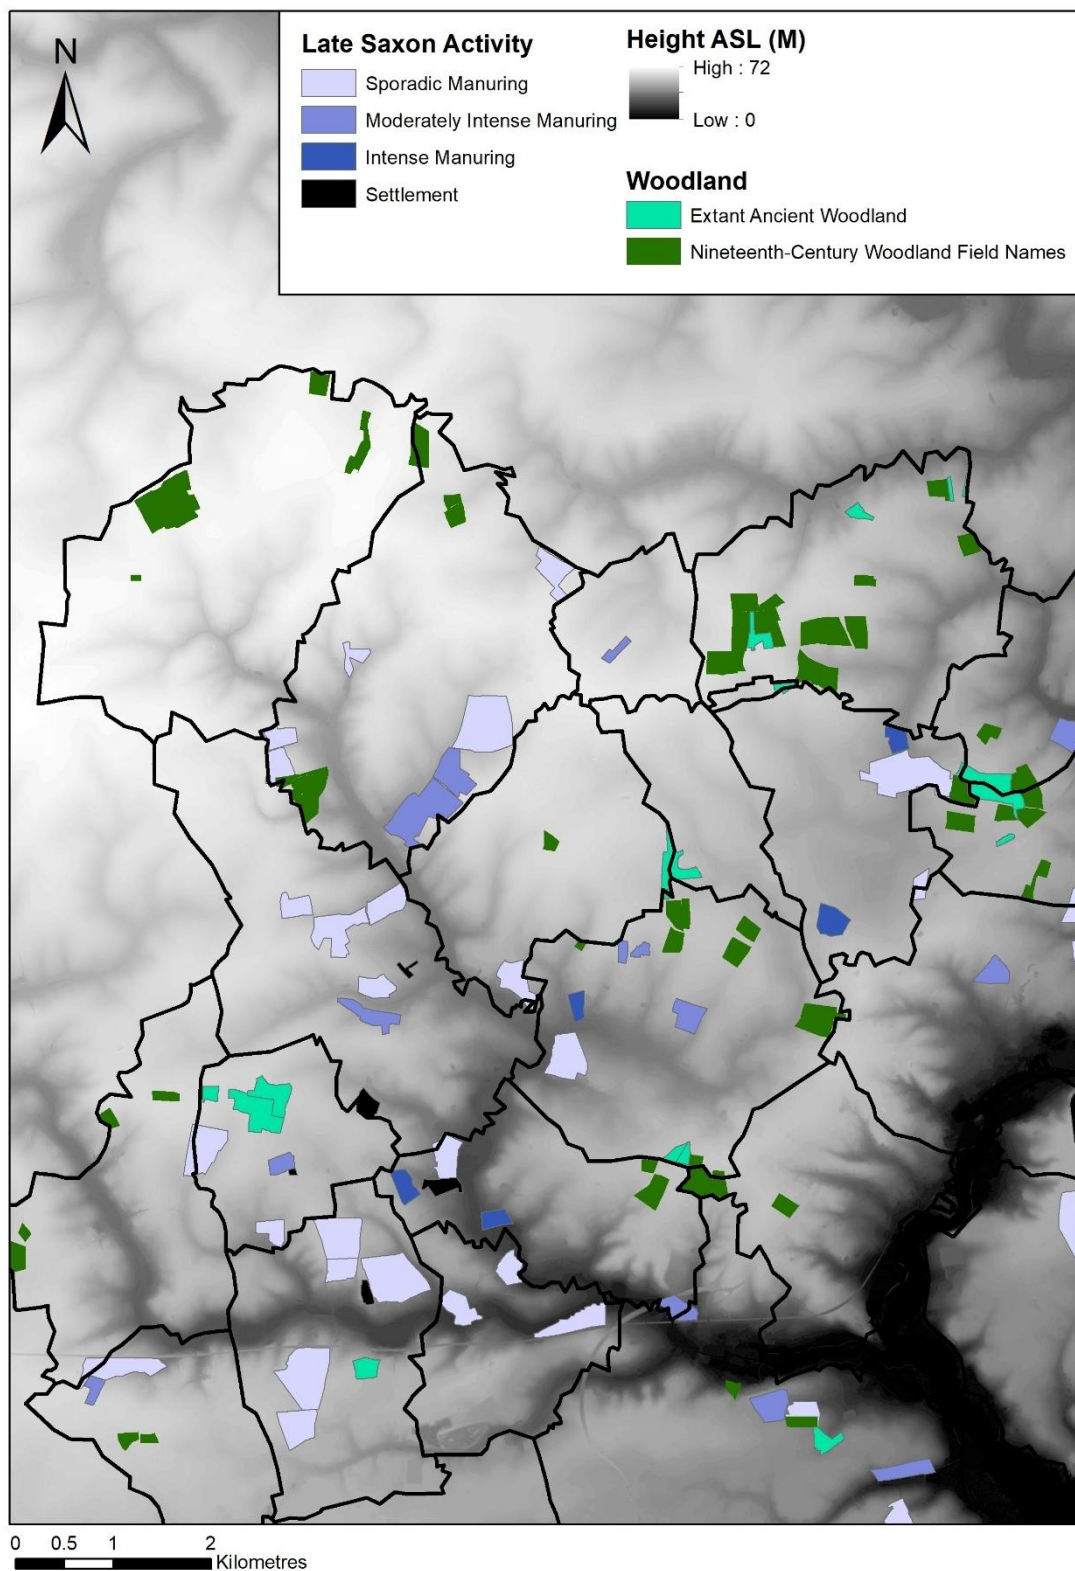 N
Late Saxon Activity
Sporadic Manuring
Moderately Intense Manuring
Intense Manuring
Settlement
Height ASL (M)
High : 72
Low : 0
Woodland
Extant Ancient Woodland
Nineteenth-Century Woodland Field Names
0 0.5 1 2
Kilometres